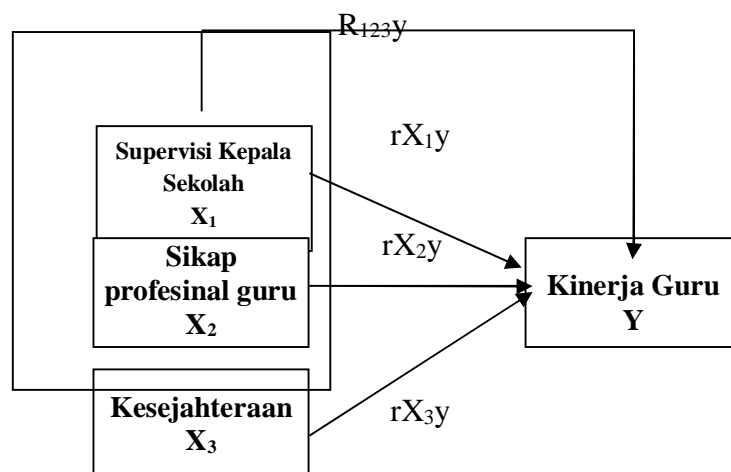 R₁₂₃y
rX₁y
Supervisi Kepala
Sekolah
X₁
rX₂y
Sikap
profesinal guru
X₂
Kinerja Guru
Y
Kesejahteraan
X₃
rX₃y